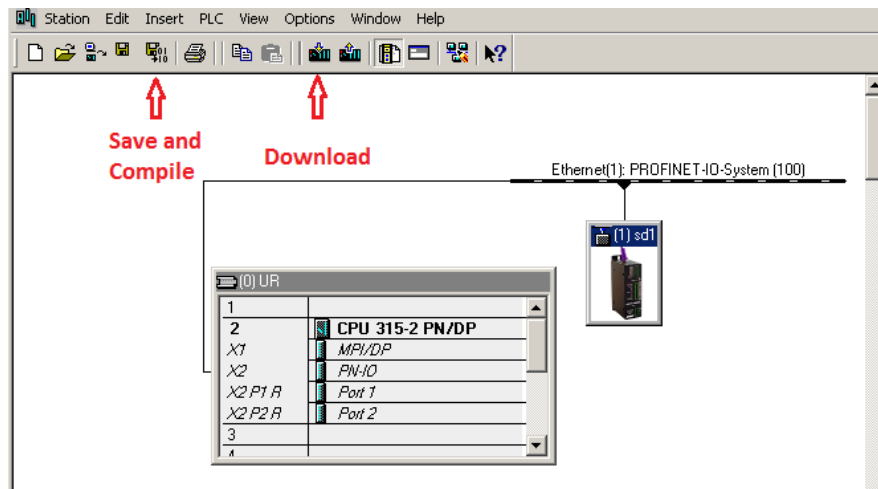 Station Edit Insert PLC View Options Window Help
Save and
Compile
Download
Ethernet(1): PROFINET-IO-System (100)
(1) sd1
(0) UR
1
2 CPU 315-2 PN/DP
X1 MPI/DP
X2 PN-IO
X2 P1 R Port 1
X2 P2 R Port 2
3
4